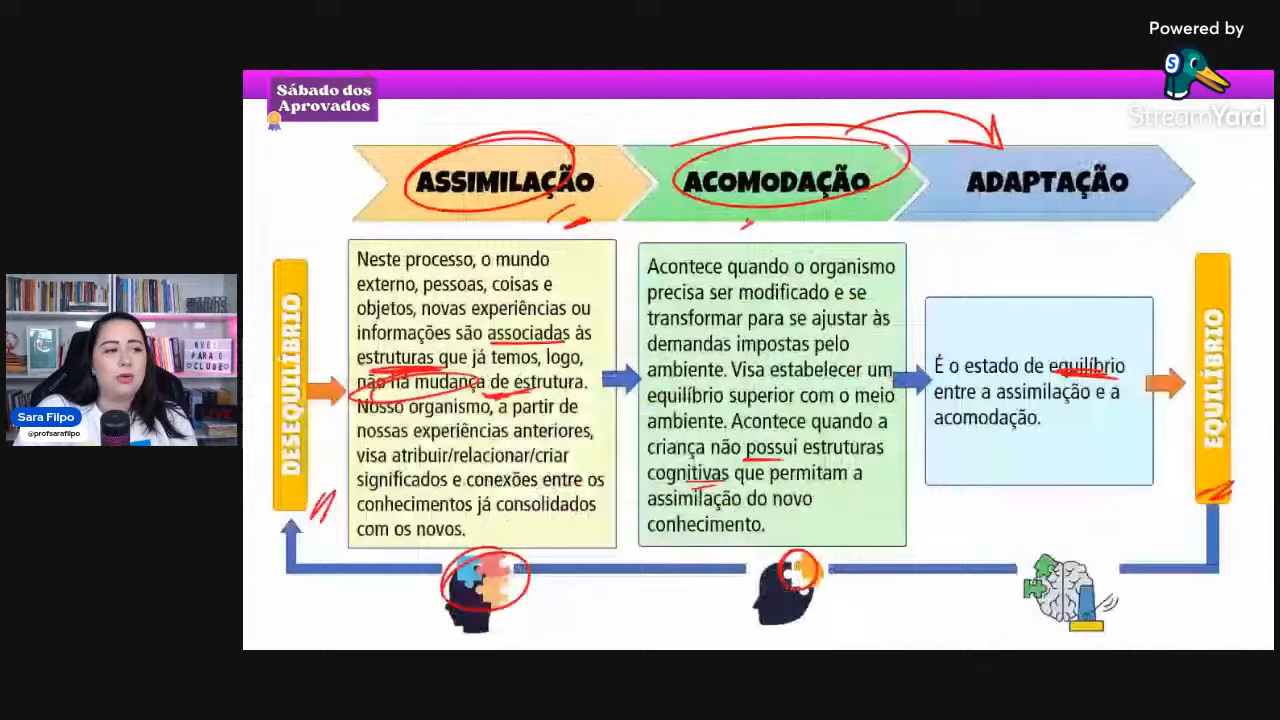 Powered by
StreamYard
Sábado dos
Aprovados
ASSIMILAÇÃO
ACOMODAÇÃO
ADAPTAÇÃO
DESEQUILÍBRIO
Neste processo, o mundo
externo, pessoas, coisas e
objetos, novas experiências ou
informações são associadas às
estruturas que já temos, logo,
não há mudança de estrutura.
Nosso organismo, a partir de
nossas experiências anteriores,
visa atribuir/relacionar/criar
significados e conexões entre os
conhecimentos já consolidados
com os novos.
Acontece quando o organismo
precisa ser modificado e se
transformar para se ajustar às
demandas impostas pelo
ambiente. Visa estabelecer um
equilíbrio superior com o meio
ambiente. Acontece quando a
criança não possui estruturas
cognitivas que permitam a
assimilação do novo
conhecimento.
É o estado de equilíbrio
entre a assimilação e a
acomodação.
EQUILÍBRIO
VEM
PARA O
CLUBE
LIVE
Sara Filpo
@profsarafilpo